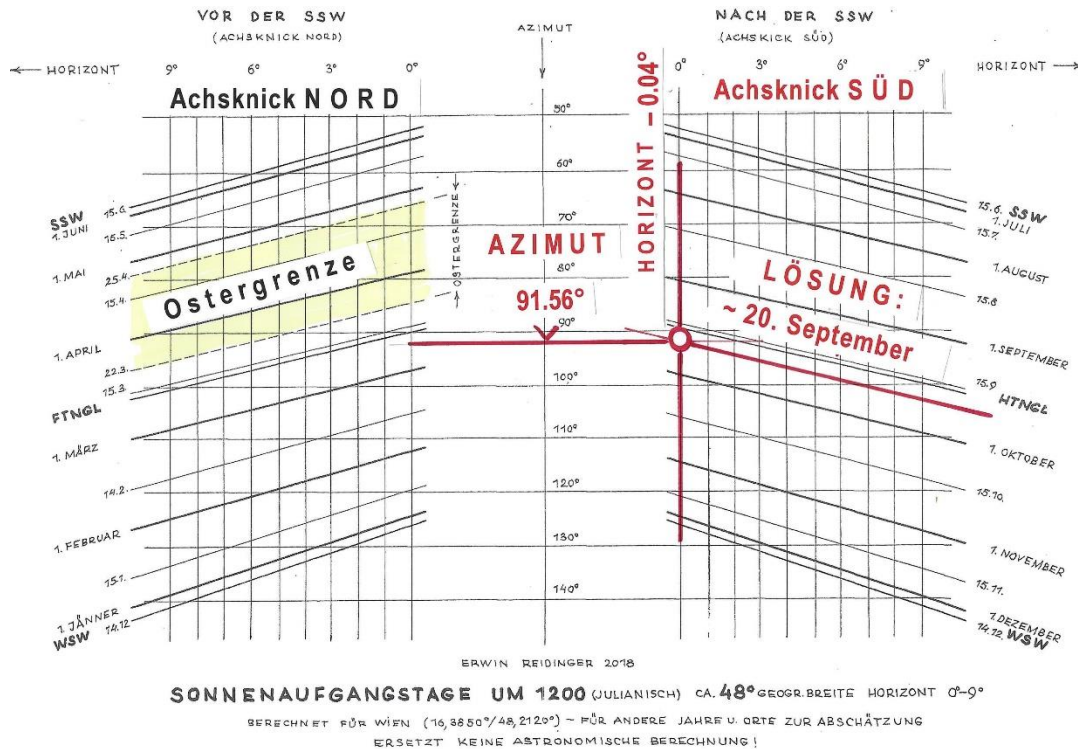 VOR DER SSW
(ACHSKNICK NORD)
AZIMUT
NACH DER SSW
(ACHSKICK SÜD)
← HORIZONT 9° 6° 3° 0°
0° 3° 6° 9° HORIZONT →
Achsknick NORD
HORIZONT – 0.04°
Achsknick SÜD
50°
60°
70°
80°
90°
100°
110°
120°
130°
140°
15.6.
SSW
1. JUNI
15.5.
1. MAI
25.4.
15.4.
1. APRIL
22.3.
15.3.
FTNGL
1. MÄRZ
14.2.
1. FEBRUAR
15.1.
1. JÄNNER
14.12.
WSW
Ostergrenze
OSTERGRENZE
AZIMUT
91.56°
LÖSUNG:
~ 20. September
15.6. SSW
1. JULI
15.7.
1. AUGUST
15.8.
1. SEPTEMBER
15.9.
HTNGL
1. OKTOBER
15.10.
1. NOVEMBER
15.11.
1. DEZEMBER
14.12. WSW
ERWIN REIDINGER 2018
SONNENAUFGANGSTAGE UM 1200 (JULIANISCH) CA. 48° GEOGR. BREITE HORIZONT 0°–9°
BERECHNET FÜR WIEN (16,3850°/48,2120°) – FÜR ANDERE JAHRE U. ORTE ZUR ABSCHÄTZUNG
ERSETZT KEINE ASTRONOMISCHE BERECHNUNG!